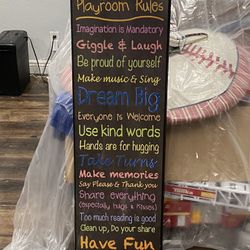 Playroom Rules
Imagination is Mandatory
Giggle & Laugh
Be proud of yourself
Make music & Sing
Dream Big
Everyone is Welcome
Use kind words
Hands are for hugging
Take Turns
Make memories
Say Please & Thank you
Share everything
(especially hugs & kisses)
Too much reading is good
Clean up, Do your share
Have Fun